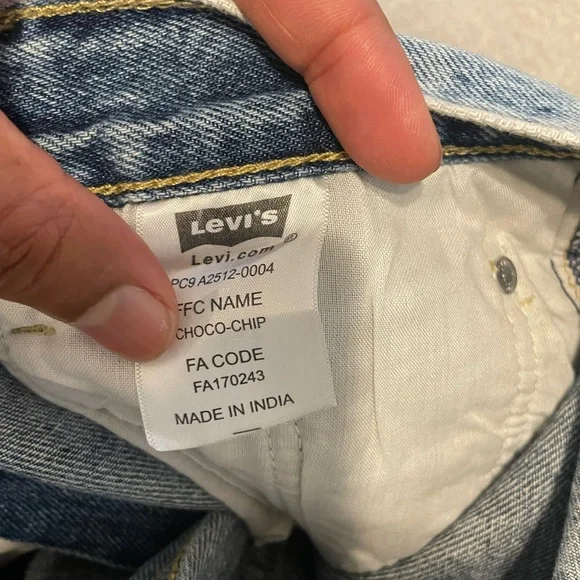 Levi's
Levi.com ®
PC9 A2512-0004
FFC NAME
CHOCO-CHIP
FA CODE
FA170243
MADE IN INDIA